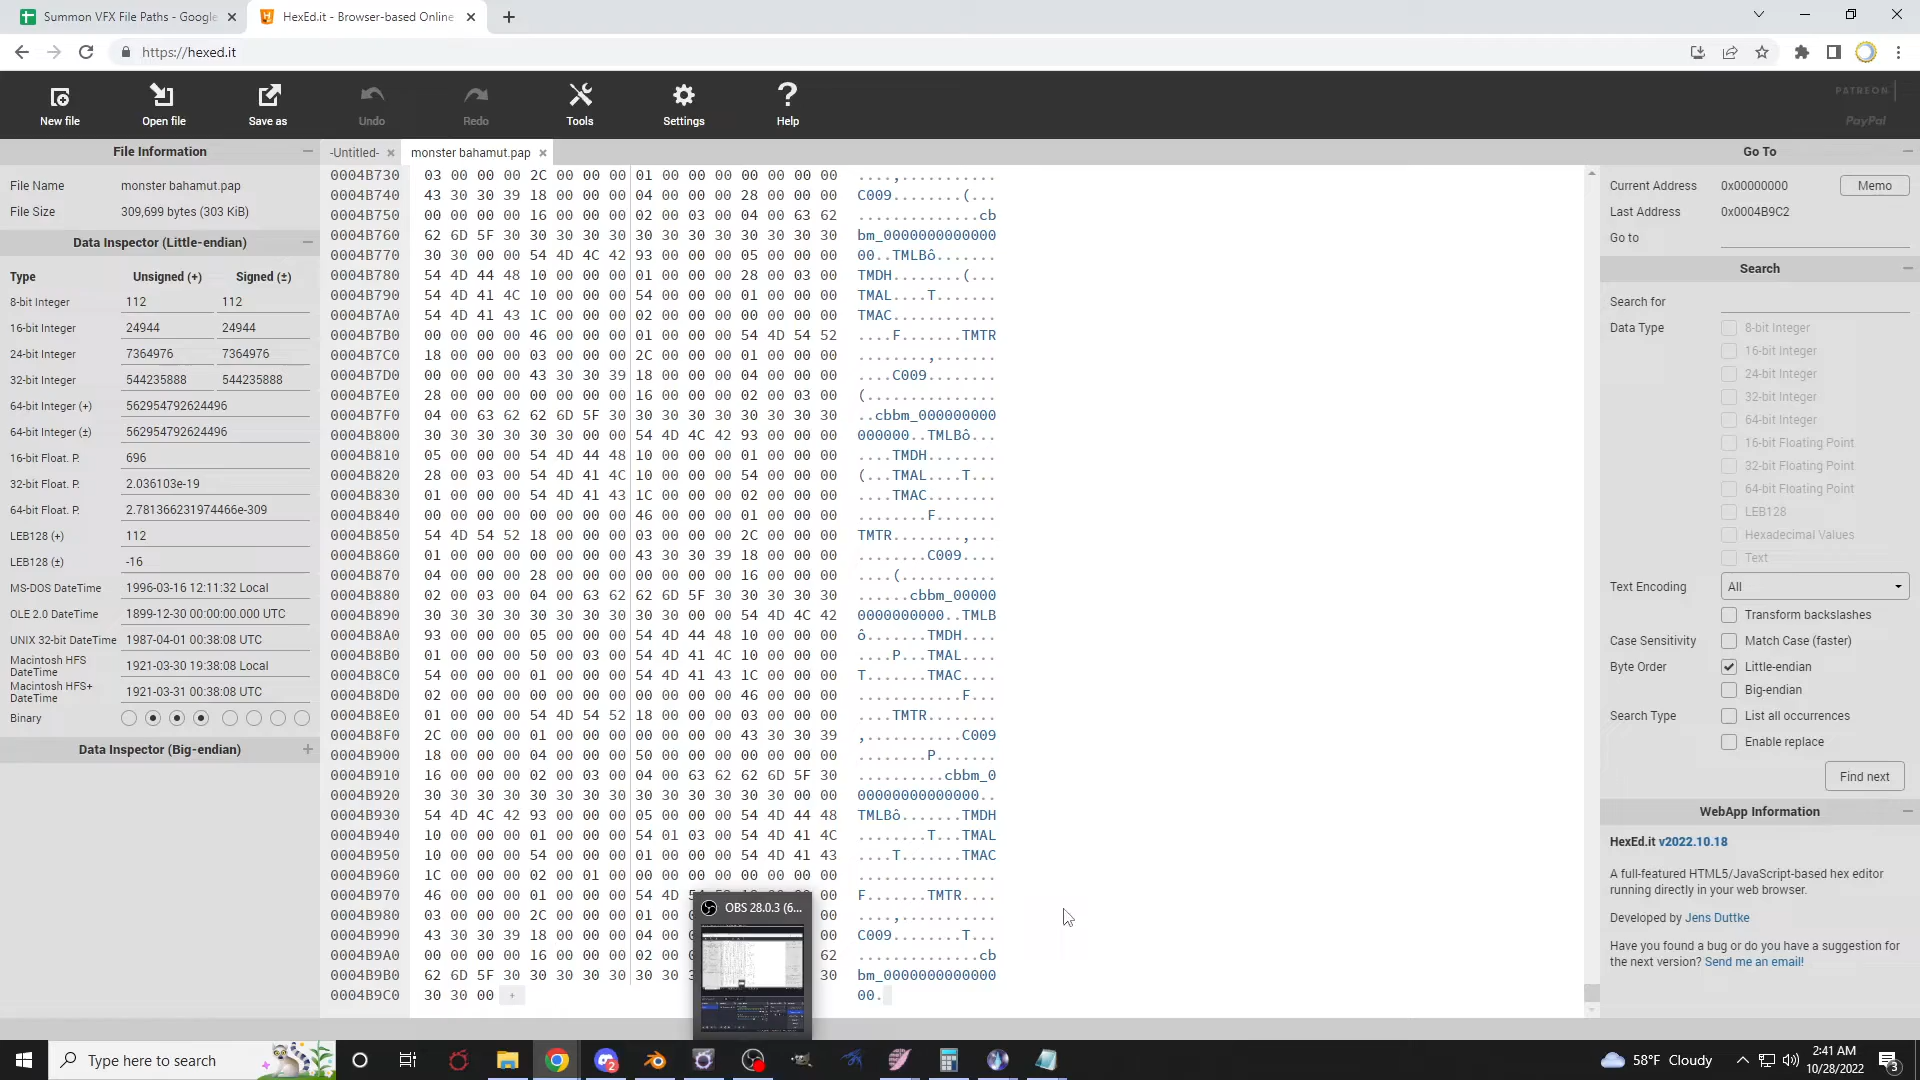 Summon VFX File Paths - Google
HexEd.it - Browser-based Online
https://hexed.it
New file
Open file
Save as
Undo
Redo
Tools
Settings
Help
PATREON
PayPal
File Information
-Untitled-
monster bahamut.pap
Go To
File Name monster bahamut.pap
File Size 309,699 bytes (303 KiB)
Data Inspector (Little-endian)
Type Unsigned (+) Signed (±)
8-bit Integer 112 112
16-bit Integer 24944 24944
24-bit Integer 7364976 7364976
32-bit Integer 544235888 544235888
64-bit Integer (+) 562954792624496
64-bit Integer (±) 562954792624496
16-bit Float. P. 696
32-bit Float. P. 2.036103e-19
64-bit Float. P. 2.781366231974466e-309
LEB128 (+) 112
LEB128 (±) -16
MS-DOS DateTime 1996-03-16 12:11:32 Local
OLE 2.0 DateTime 1899-12-30 00:00:00.000 UTC
UNIX 32-bit DateTime 1987-04-01 00:38:08 UTC
Macintosh HFS DateTime 1921-03-30 19:38:08 Local
Macintosh HFS+ DateTime 1921-03-31 00:38:08 UTC
Binary
Data Inspector (Big-endian)
0004B730 03 00 00 00 2C 00 00 00 01 00 00 00 00 00 00 00 ....,...........
0004B740 43 30 30 39 18 00 00 00 04 00 00 00 28 00 00 00 C009........(...
0004B750 00 00 00 00 16 00 00 00 02 00 03 00 04 00 63 62 ..............cb
0004B760 62 6D 5F 30 30 30 30 30 30 30 30 30 30 30 30 30 bm_0000000000000
0004B770 30 30 00 00 54 4D 4C 42 93 00 00 00 05 00 00 00 00..TMLBô.......
0004B780 54 4D 44 48 10 00 00 00 01 00 00 00 28 00 03 00 TMDH........(...
0004B790 54 4D 41 4C 10 00 00 00 54 00 00 00 01 00 00 00 TMAL....T.......
0004B7A0 54 4D 41 43 1C 00 00 00 02 00 00 00 00 00 00 00 TMAC............
0004B7B0 00 00 00 00 46 00 00 00 01 00 00 00 54 4D 54 52 ....F.......TMTR
0004B7C0 18 00 00 00 03 00 00 00 2C 00 00 00 01 00 00 00 ........,.......
0004B7D0 00 00 00 00 43 30 30 39 18 00 00 00 04 00 00 00 ....C009........
0004B7E0 28 00 00 00 00 00 00 00 16 00 00 00 02 00 03 00 (...............
0004B7F0 04 00 63 62 62 6D 5F 30 30 30 30 30 30 30 30 30 ..cbbm_000000000
0004B800 30 30 30 30 30 30 00 00 54 4D 4C 42 93 00 00 00 000000..TMLBô...
0004B810 05 00 00 00 54 4D 44 48 10 00 00 00 01 00 00 00 ....TMDH........
0004B820 28 00 03 00 54 4D 41 4C 10 00 00 00 54 00 00 00 (...TMAL....T...
0004B830 01 00 00 00 54 4D 41 43 1C 00 00 00 02 00 00 00 ....TMAC........
0004B840 00 00 00 00 00 00 00 00 46 00 00 00 01 00 00 00 ........F.......
0004B850 54 4D 54 52 18 00 00 00 03 00 00 00 2C 00 00 00 TMTR........,...
0004B860 01 00 00 00 00 00 00 00 43 30 30 39 18 00 00 00 ........C009....
0004B870 04 00 00 00 28 00 00 00 00 00 00 00 16 00 00 00 ....(...........
0004B880 02 00 03 00 04 00 63 62 62 6D 5F 30 30 30 30 30 ......cbbm_00000
0004B890 30 30 30 30 30 30 30 30 30 30 00 00 54 4D 4C 42 0000000000..TMLB
0004B8A0 93 00 00 00 05 00 00 00 54 4D 44 48 10 00 00 00 ô.......TMDH....
0004B8B0 01 00 00 00 50 00 03 00 54 4D 41 4C 10 00 00 00 ....P...TMAL....
0004B8C0 54 00 00 00 01 00 00 00 54 4D 41 43 1C 00 00 00 T.......TMAC....
0004B8D0 02 00 00 00 00 00 00 00 00 00 00 00 46 00 00 00 ............F...
0004B8E0 01 00 00 00 54 4D 54 52 18 00 00 00 03 00 00 00 ....TMTR........
0004B8F0 2C 00 00 00 01 00 00 00 00 00 00 00 43 30 30 39 ,...........C009
0004B900 18 00 00 00 04 00 00 00 50 00 00 00 00 00 00 00 ........P.......
0004B910 16 00 00 00 02 00 03 00 04 00 63 62 62 6D 5F 30 ..........cbbm_0
0004B920 30 30 30 30 30 30 30 30 30 30 30 30 30 30 00 00 00000000000000..
0004B930 54 4D 4C 42 93 00 00 00 05 00 00 00 54 4D 44 48 TMLBô.......TMDH
0004B940 10 00 00 00 01 00 00 00 54 01 03 00 54 4D 41 4C ........T...TMAL
0004B950 10 00 00 00 54 00 00 00 01 00 00 00 54 4D 41 43 ....T.......TMAC
0004B960 1C 00 00 00 02 00 01 00 00 00 00 00 00 00 00 00 ................
0004B970 46 00 00 00 01 00 00 00 54 4D F.......TMTR....
0004B980 03 00 00 00 2C 00 00 00 01 00 00 00 ....,...........
0004B990 43 30 30 39 18 00 00 00 04 00 00 00 C009........T...
0004B9A0 00 00 00 00 16 00 00 00 02 00 62 ..............cb
0004B9B0 62 6D 5F 30 30 30 30 30 30 30 30 bm_0000000000000
0004B9C0 30 30 00 + 00.
OBS 28.0.3 (6...
Current Address 0x00000000 Memo
Last Address 0x0004B9C2
Go to
Search
Search for
Data Type 8-bit Integer
16-bit Integer
24-bit Integer
32-bit Integer
64-bit Integer
16-bit Floating Point
32-bit Floating Point
64-bit Floating Point
LEB128
Hexadecimal Values
Text
Text Encoding All
Transform backslashes
Case Sensitivity Match Case (faster)
Byte Order Little-endian
Big-endian
Search Type List all occurrences
Enable replace
Find next
WebApp Information
HexEd.it v2022.10.18
A full-featured HTML5/JavaScript-based hex editor
running directly in your web browser.
Developed by Jens Duttke
Have you found a bug or do you have a suggestion for
the next version? Send me an email!
Type here to search
2
58°F Cloudy
2:41 AM
10/28/2022
3